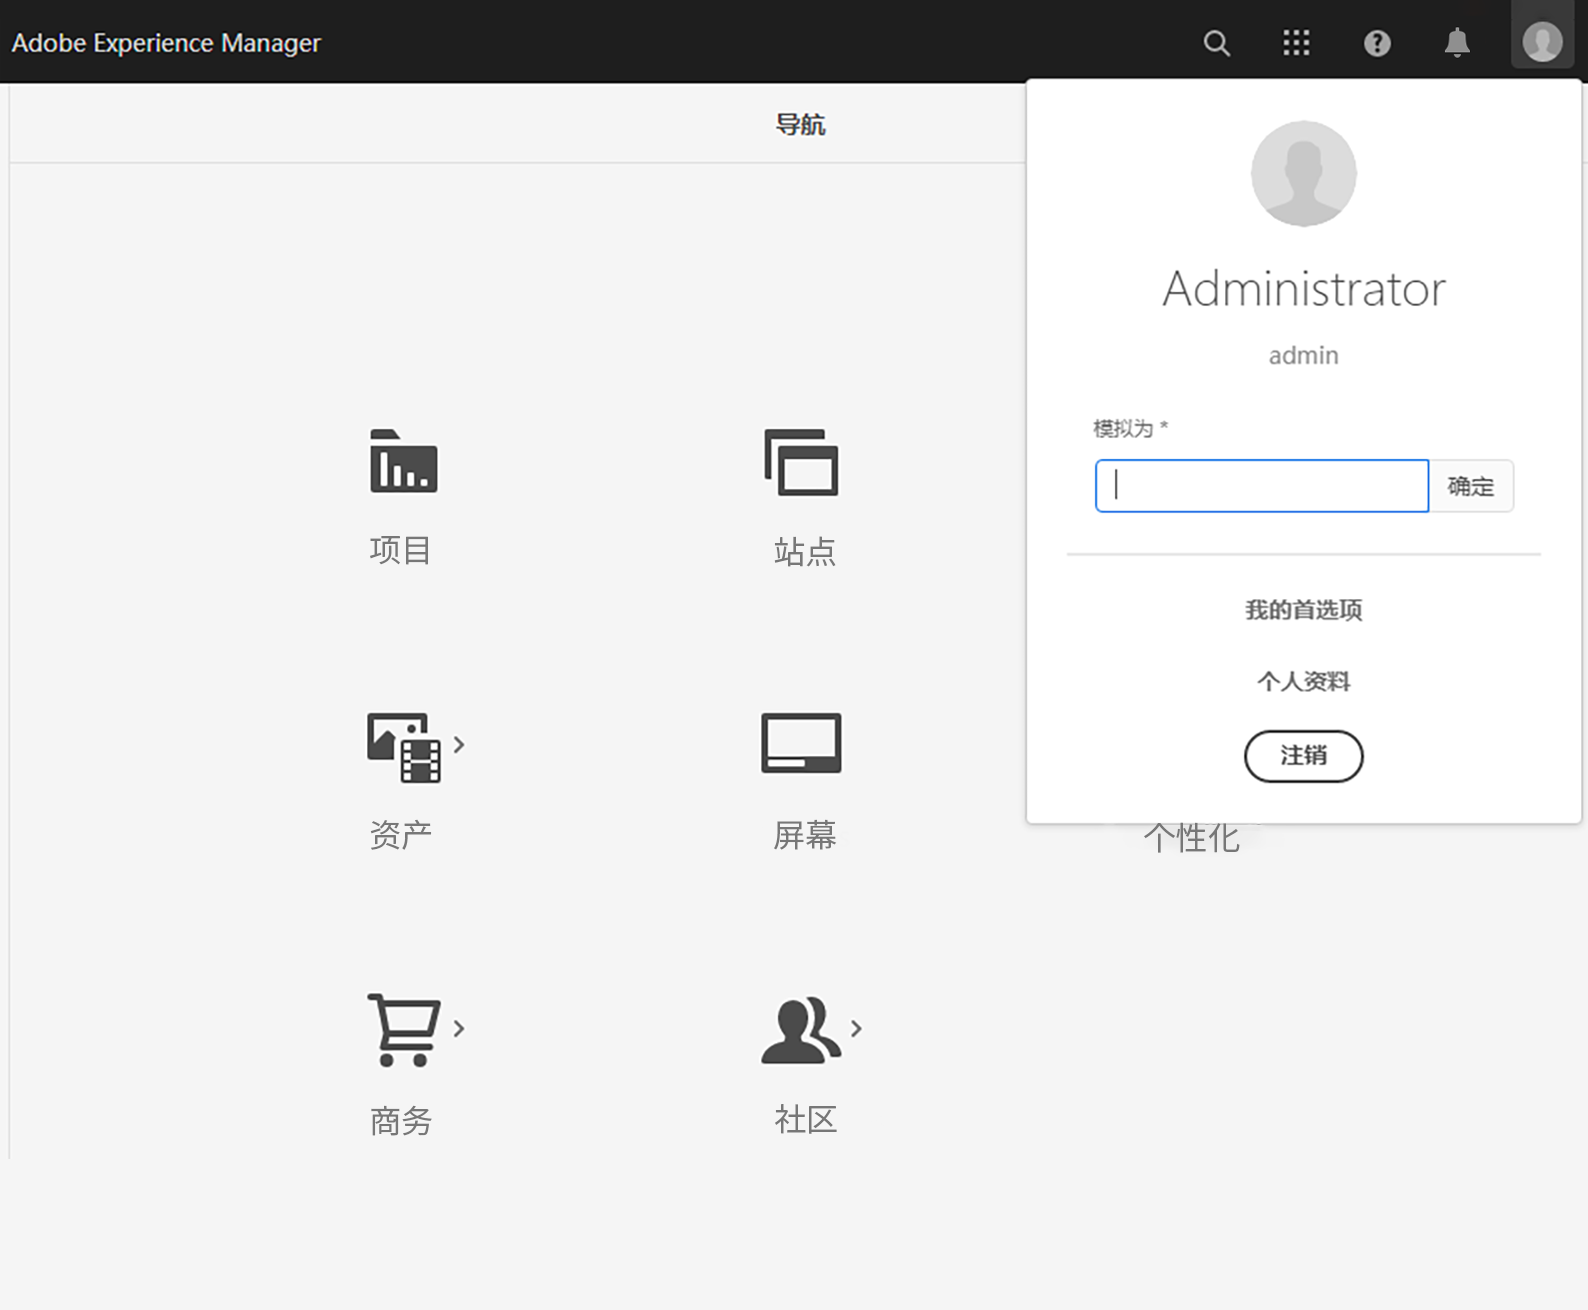 Adobe Experience Manager
导航
Administrator
admin
模拟为 *
确定
我的首选项
个人资料
注销
项目
站点
资产
屏幕
个性化
商务
社区